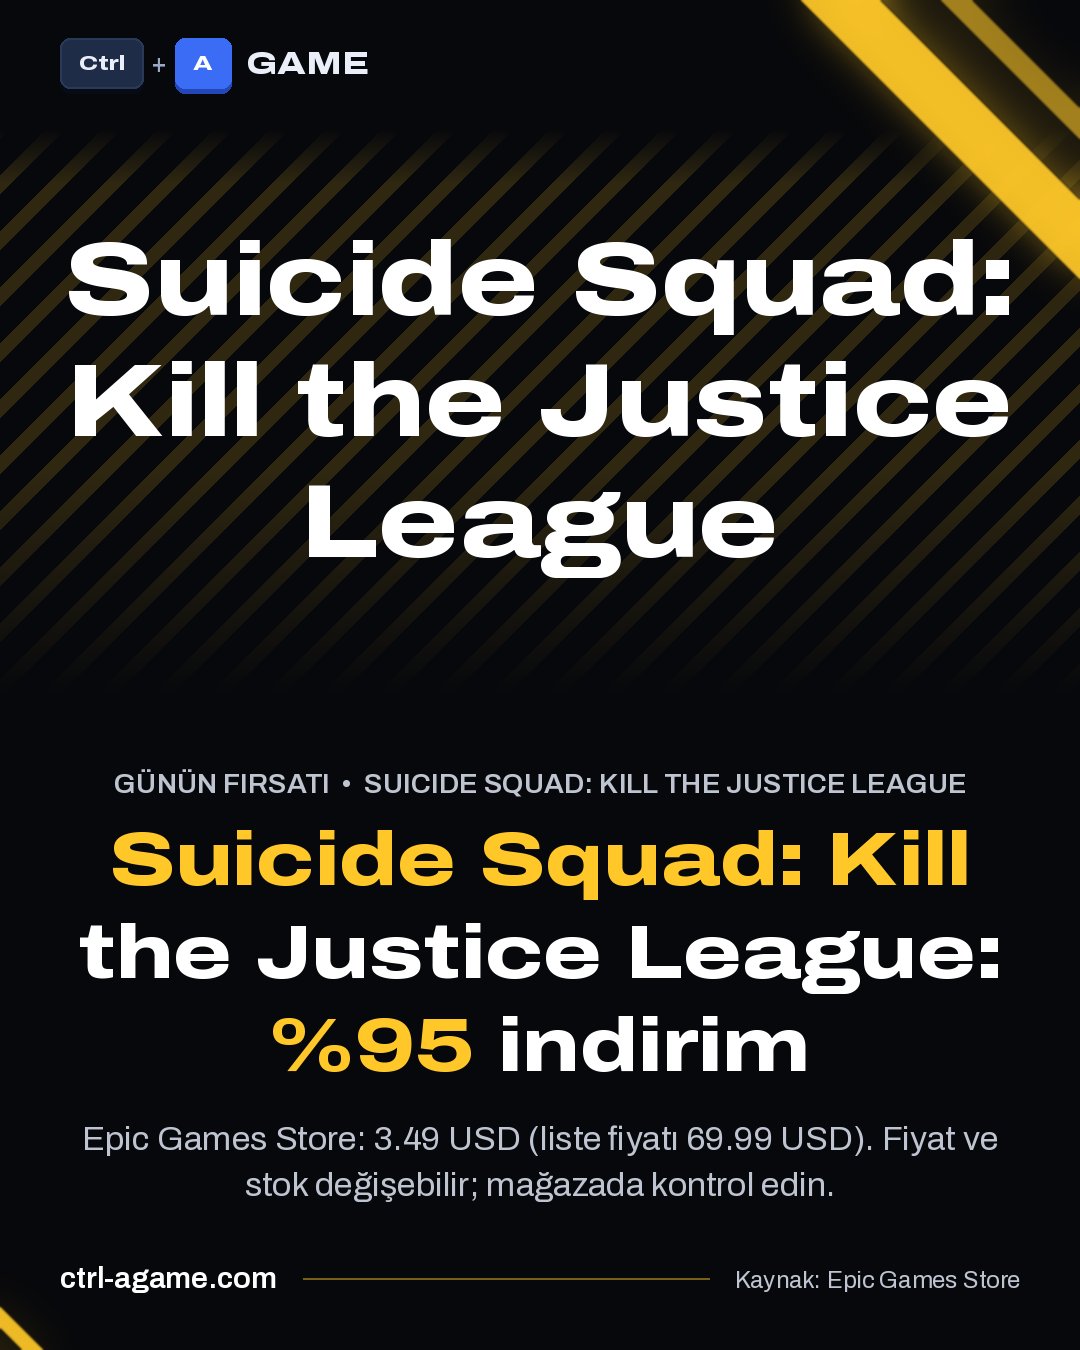 Ctrl + A GAME
Suicide Squad:
Kill the Justice
League
GÜNÜN FIRSATI • SUICIDE SQUAD: KILL THE JUSTICE LEAGUE
Suicide Squad: Kill
the Justice League:
%95 indirim
Epic Games Store: 3.49 USD (liste fiyatı 69.99 USD). Fiyat ve
stok değişebilir; mağazada kontrol edin.
ctrl-agame.com
Kaynak: Epic Games Store